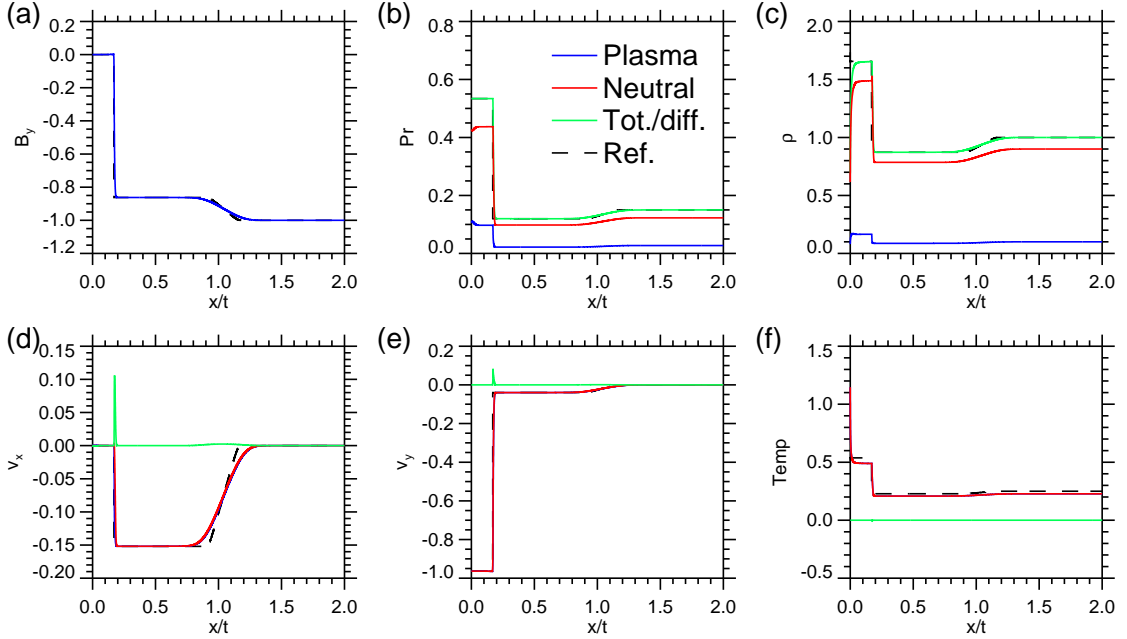 (a)
0.2
0.0
-0.2
-0.4
-0.6
-0.8
-1.0
-1.2
B_y
0.0 0.5 1.0 1.5 2.0
x/t
(b)
0.8
0.6
0.4
0.2
0.0
Pr
Plasma
Neutral
Tot./diff.
Ref.
0.0 0.5 1.0 1.5 2.0
x/t
(c)
2.0
1.5
1.0
0.5
0.0
ρ
0.0 0.5 1.0 1.5 2.0
x/t
(d)
0.15
0.10
0.05
0.00
-0.05
-0.10
-0.15
-0.20
v_x
0.0 0.5 1.0 1.5 2.0
x/t
(e)
0.2
0.0
-0.2
-0.4
-0.6
-0.8
-1.0
v_y
0.0 0.5 1.0 1.5 2.0
x/t
(f)
1.5
1.0
0.5
0.0
-0.5
Temp
0.0 0.5 1.0 1.5 2.0
x/t